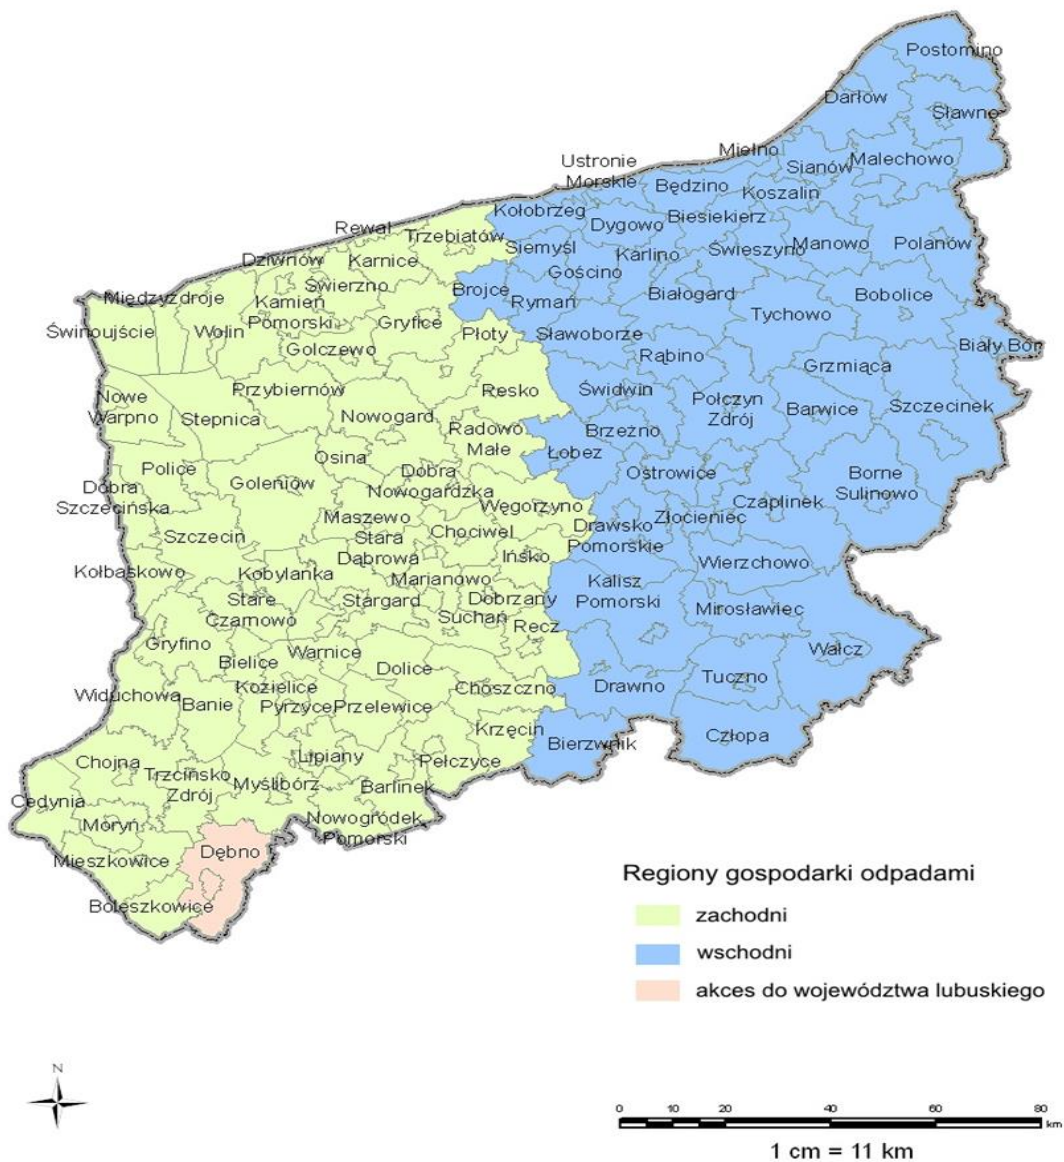 Postomino
Darłow
Sławno
Mielno
Ustronie
Morskie
Sianów
Malechowo
Będzino
Koszalin
Kołobrzeg
Dygowo
Biesiekierz
Rewal
Trzebiatów
Siemyśl
Karlino
Świeszyno
Manowo
Polanów
Dziwnów
Karnice
Gościno
Świerzno
Brojce
Rymań
Białogard
Bobolice
Międzyzdroje
Kamień
Pomorski
Gryfice
Tychowo
Świnoujście
Wolin
Płoty
Sławoborze
Golczewo
Rąbino
Biały Bór
Grzmiąca
Przybiernów
Resko
Świdwin
Połczyn
Zdrój
Barwice
Szczecinek
Nowe
Warpno
Stepnica
Nowogard
Radowo
Małe
Brzeżno
Łobez
Osina
Police
Dobra
Nowogardzka
Ostrowice
Borne
Sulinowo
Goleniów
Dobra
Szczecińska
Węgorzyno
Czaplinek
Maszewo
Złocieniec
Drawsko
Pomorskie
Szczecin
Stara
Dąbrowa
Chociwel
Ińsko
Wierzchowo
Kołbaskowo
Kobylanka
Marianowo
Kalisz
Pomorski
Stare
Czarnowo
Stargard
Dobrzany
Suchań
Mirosławiec
Recz
Gryfino
Warnice
Wałcz
Bielice
Dolice
Tuczno
Widuchowa
Banie
Kozielice
Pyrzyce
Przelewice
Choszczno
Drawno
Krzęcin
Człopa
Bierzwnik
Chojna
Lipiany
Pełczyce
Trzcińsko
Zdrój
Myślibórz
Barlinek
Cedynia
Moryń
Nowogródek
Pomorski
Mieszkowice
Dębno
Boleszkowice
Regiony gospodarki odpadami
zachodni
wschodni
akces do województwa lubuskiego
N
0 10 20 40 60 80
km
1 cm = 11 km